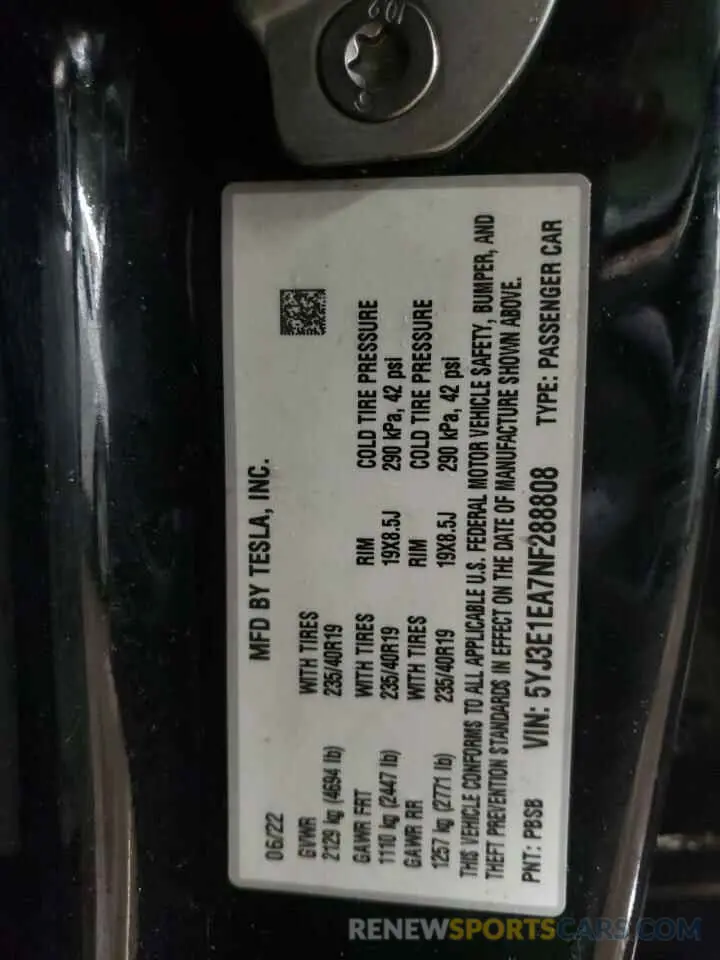 10.9
MFD BY TESLA, INC.
06/22
GVWR WITH TIRES
2129 kg (4694 lb) 235/40R19
GAWR FRT WITH TIRES RIM COLD TIRE PRESSURE
1110 kg (2447 lb) 235/40R19 19X8.5J 290 kPa, 42 psi
GAWR RR WITH TIRES RIM COLD TIRE PRESSURE
1257 kg (2771 lb) 235/40R19 19X8.5J 290 kPa, 42 psi
THIS VEHICLE CONFORMS TO ALL APPLICABLE U.S. FEDERAL MOTOR VEHICLE SAFETY, BUMPER, AND
THEFT PREVENTION STANDARDS IN EFFECT ON THE DATE OF MANUFACTURE SHOWN ABOVE.
PNT: PBSB VIN: 5YJ3E1EA7NF288808 TYPE: PASSENGER CAR
RENEWSPORTSCARS.COM